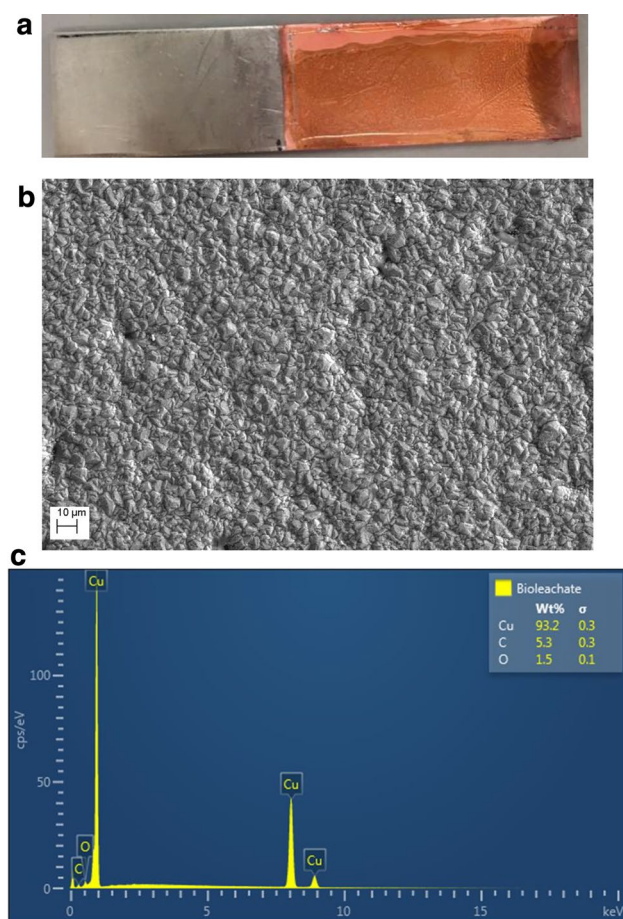 a
b
10 µm
c
Cu
Bioleachate
Wt% σ
Cu 93.2 0.3
C 5.3 0.3
O 1.5 0.1
100
cps/eV
50
Cu
O
C
Cu
0
0 5 10 15 keV